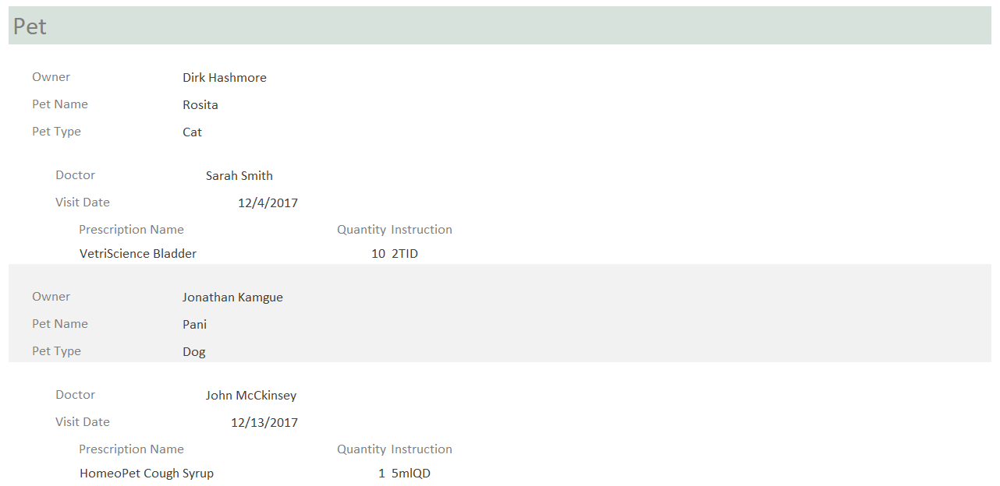 Pet
Owner Dirk Hashmore
Pet Name Rosita
Pet Type Cat
Doctor Sarah Smith
Visit Date 12/4/2017
Prescription Name Quantity Instruction
VetriScience Bladder 10 2TID
Owner Jonathan Kamgue
Pet Name Pani
Pet Type Dog
Doctor John McCkinsey
Visit Date 12/13/2017
Prescription Name Quantity Instruction
HomeoPet Cough Syrup 1 5mlQD